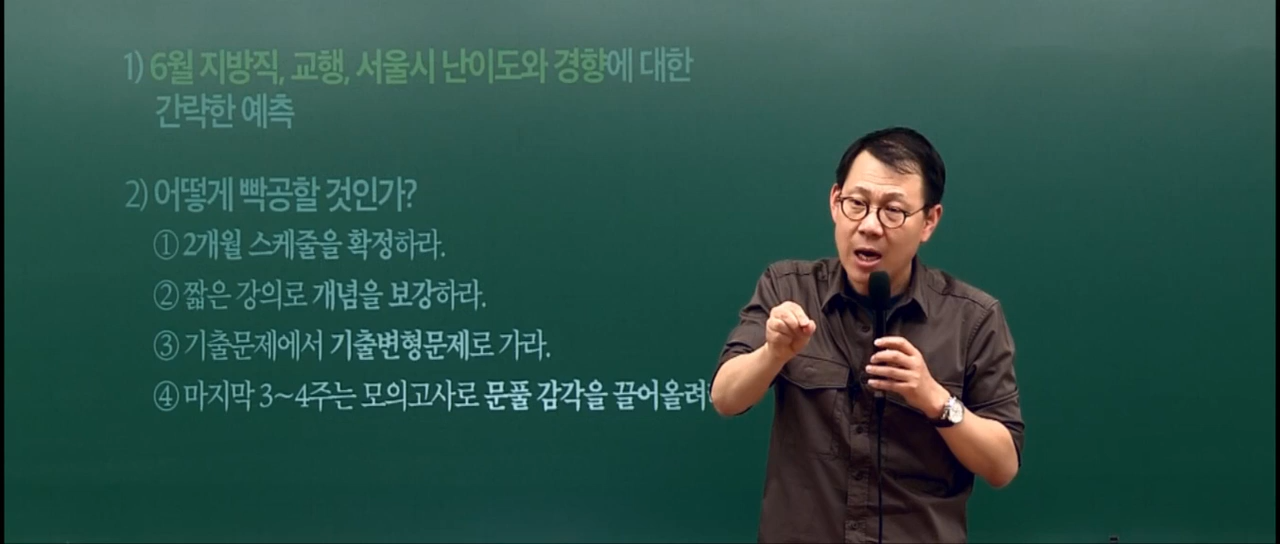 1) 6월 지방직, 교행, 서울시 난이도와 경향에 대한
간략한 예측
2) 어떻게 빡공할 것인가?
① 2개월 스케줄을 확정하라.
② 짧은 강의로 개념을 보강하라.
③ 기출문제에서 기출변형문제로 가라.
④ 마지막 3~4주는 모의고사로 문풀 감각을 끌어올려